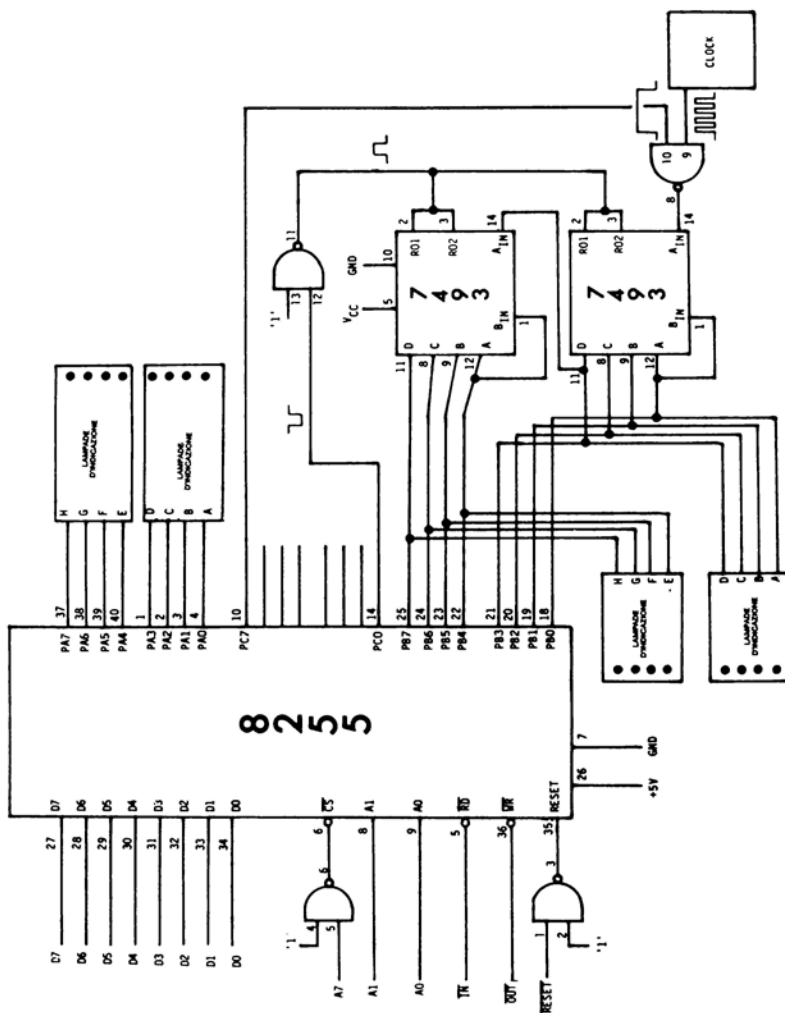 CLOCK
10
9
8
11
13
12
'1'
GND
VCC
10
5
2
3
14
RO1
RO2
AIN
7493
BIN
1
D
C
B
A
11
8
9
12
2
3
14
RO1
RO2
AIN
7493
BIN
1
D
C
B
A
11
8
9
12
LAMPADE
D'INDICAZIONE
H
G
F
E
LAMPADE
D'INDICAZIONE
D
C
B
A
LAMPADE
D'INDICAZIONE
H
G
F
E
LAMPADE
D'INDICAZIONE
D
C
B
A
37
38
39
40
1
2
3
4
10
14
25
24
23
22
21
20
19
18
PA7
PA6
PA5
PA4
PA3
PA2
PA1
PA0
PC7
PC0
PB7
PB6
PB5
PB4
PB3
PB2
PB1
PB0
8255
7
GND
26
+5V
D7
D6
D5
D4
D3
D2
D1
D0
CS
A1
A0
RD
WR
RESET
27
28
29
30
31
32
33
34
6
8
9
5
36
35
6
3
4
5
'1'
1
2
'1'
D7
D6
D5
D4
D3
D2
D1
D0
A7
A1
A0
IN
OUT
RESET